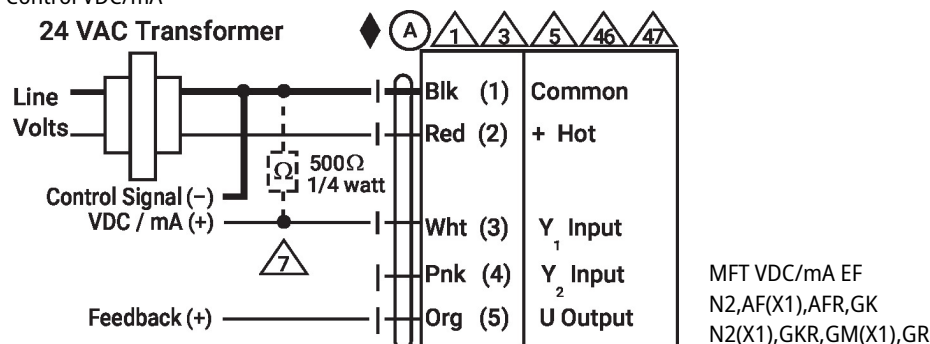 Control VDC/mA
24 VAC Transformer
A 1 3 5 46 47
Line
Volts
Blk (1) Common
Red (2) + Hot
Ω 500Ω
1/4 watt
Control Signal (−)
VDC / mA (+)
Wht (3) Y1 Input
7
Pnk (4) Y2 Input
Feedback (+)
Org (5) U Output
MFT VDC/mA EF
N2,AF(X1),AFR,GK
N2(X1),GKR,GM(X1),GR